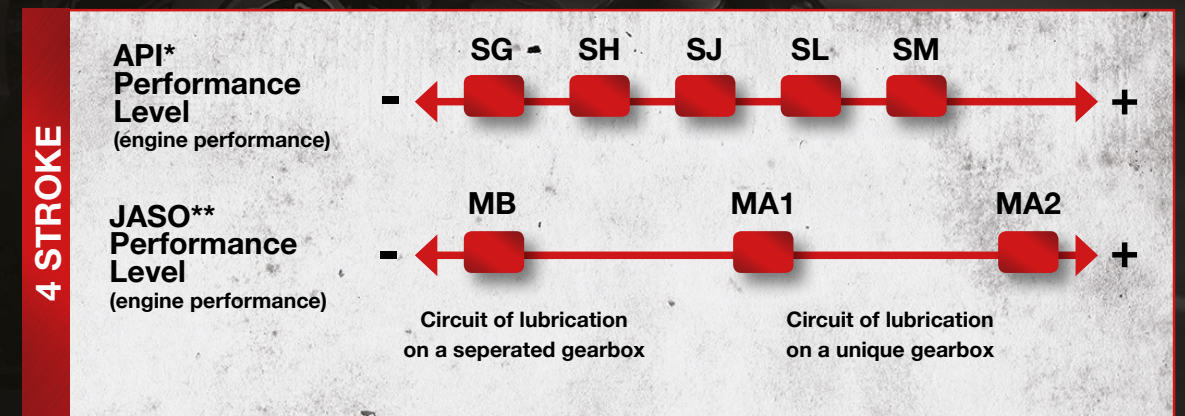 4 STROKE
API*
Performance
Level
(engine performance)
SG SH SJ SL SM
- +
JASO**
Performance
Level
(engine performance)
MB MA1 MA2
- +
Circuit of lubrication
on a seperated gearbox
Circuit of lubrication
on a unique gearbox